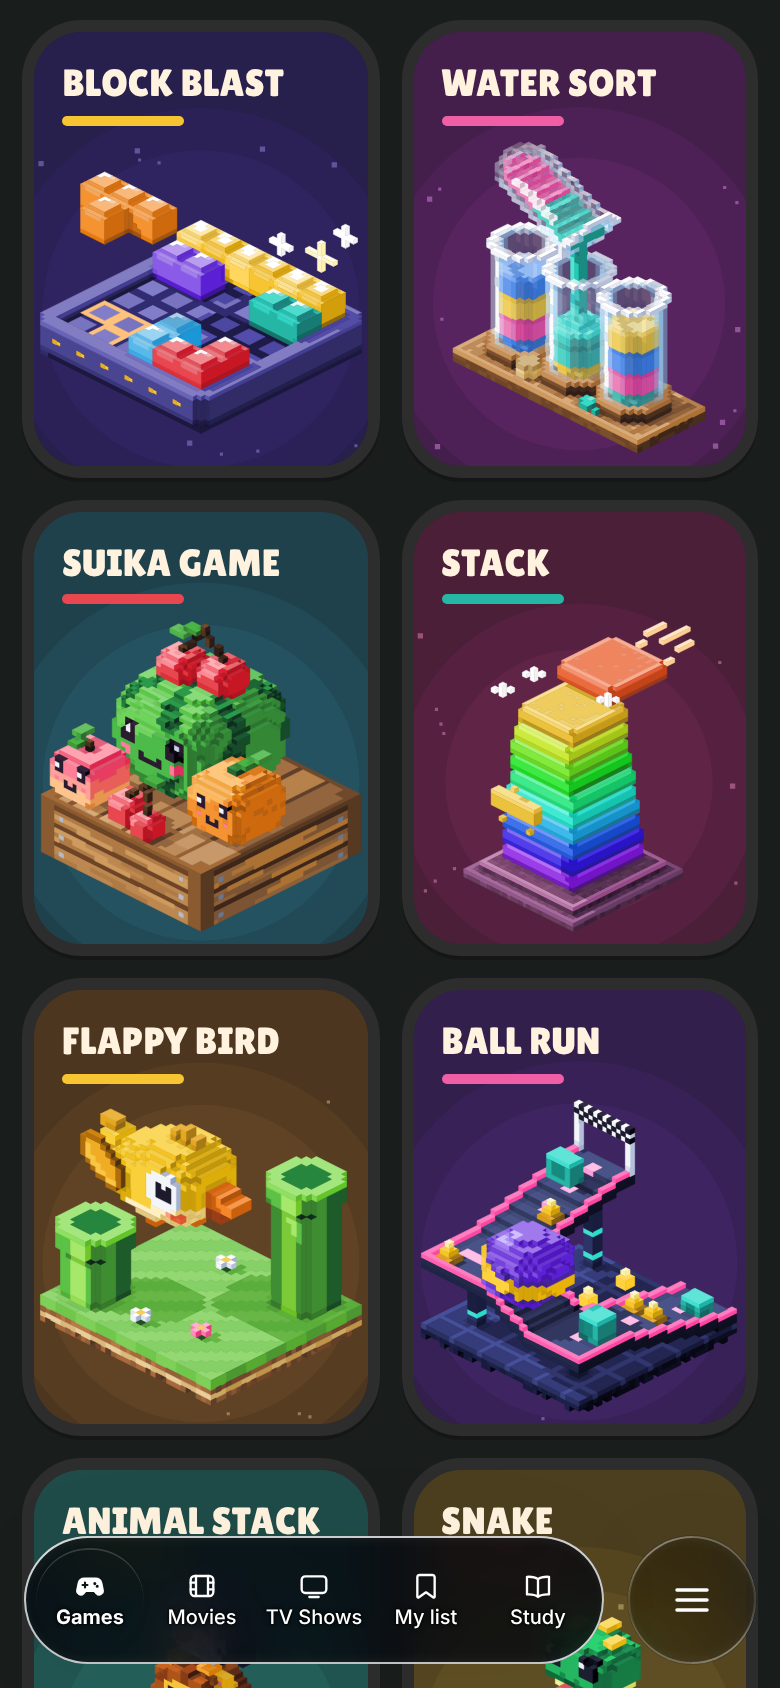 BLOCK BLAST
WATER SORT
SUIKA GAME
STACK
FLAPPY BIRD
BALL RUN
ANIMAL STACK
SNAKE
Games
Movies
TV Shows
My list
Study